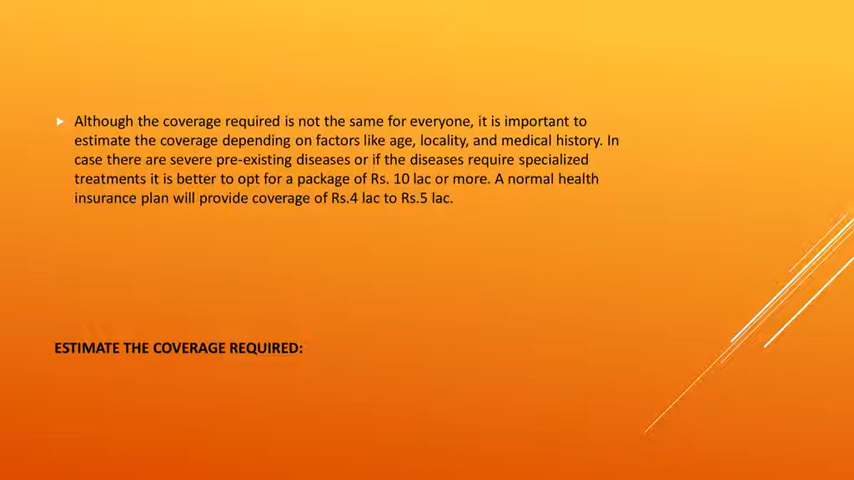 Although the coverage required is not the same for everyone, it is important to
estimate the coverage depending on factors like age, locality, and medical history. In
case there are severe pre-existing diseases or if the diseases require specialized
treatments it is better to opt for a package of Rs. 10 lac or more. A normal health
insurance plan will provide coverage of Rs.4 lac to Rs.5 lac.
ESTIMATE THE COVERAGE REQUIRED: